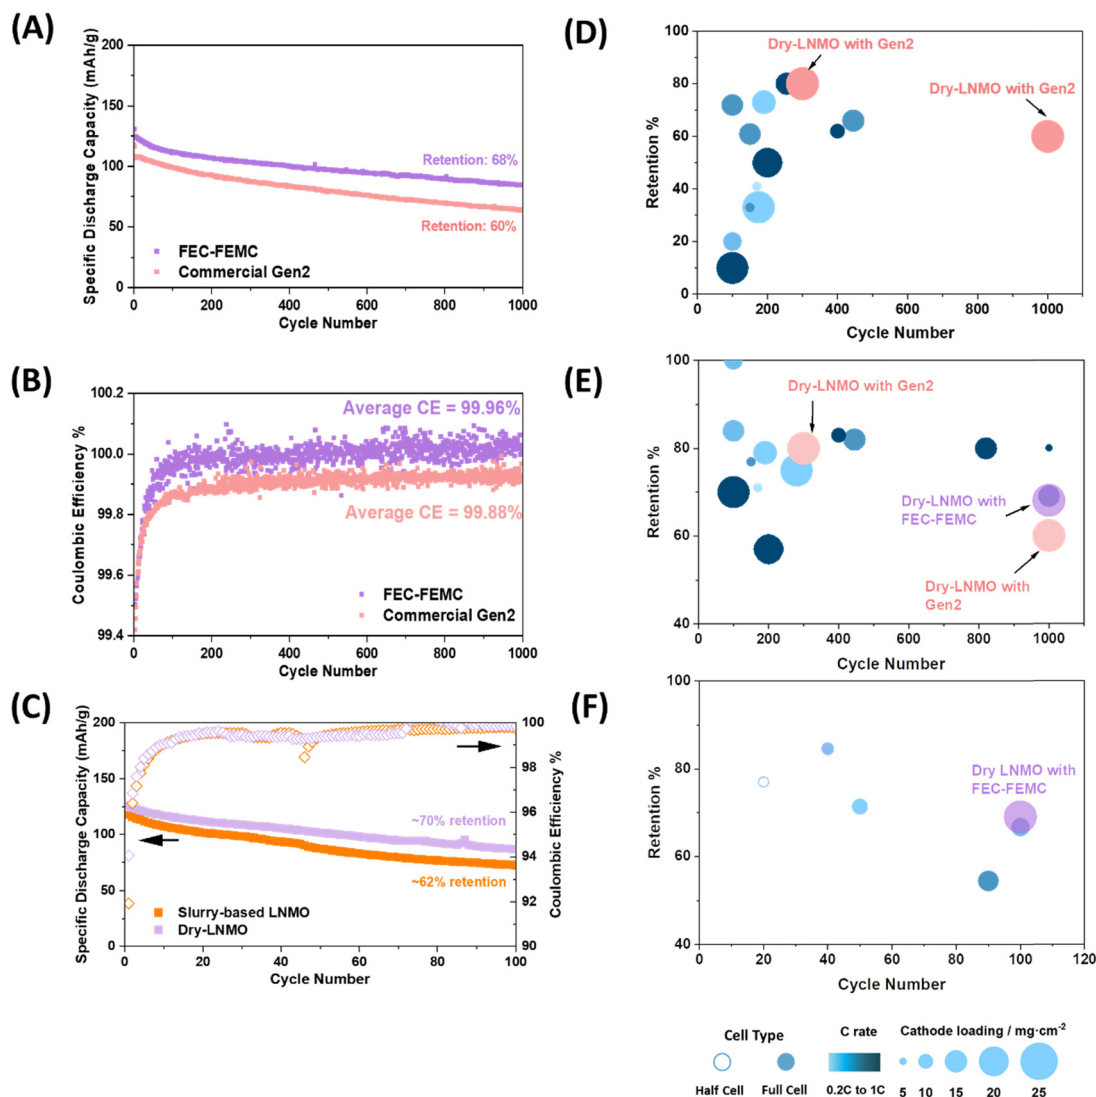 (A)
Specific Discharge Capacity (mAh/g)
200
150
100
50
0
Retention: 68%
Retention: 60%
FEC-FEMC
Commercial Gen2
0 200 400 600 800 1000
Cycle Number
(D)
Retention %
100
80
60
40
20
0
Dry-LNMO with Gen2
Dry-LNMO with Gen2
0 200 400 600 800 1000
Cycle Number
(B)
Coulombic Efficiency %
100.2
100.0
99.8
99.6
99.4
Average CE = 99.96%
Average CE = 99.88%
FEC-FEMC
Commercial Gen2
0 200 400 600 800 1000
Cycle Number
(E)
Retention %
100
80
60
40
Dry-LNMO with Gen2
Dry-LNMO with
FEC-FEMC
Dry-LNMO with
Gen2
0 200 400 600 800 1000
Cycle Number
(C)
Specific Discharge Capacity (mAh/g)
200
150
100
50
0
~70% retention
~62% retention
Slurry-based LNMO
Dry-LNMO
100
98
96
94
92
90
Coulombic Efficiency %
0 20 40 60 80 100
Cycle Number
(F)
Retention %
100
80
60
40
Dry LNMO with
FEC-FEMC
0 20 40 60 80 100 120
Cycle Number
Cell Type
Half Cell Full Cell
C rate
0.2C to 1C
Cathode loading / mg·cm-2
5 10 15 20 25